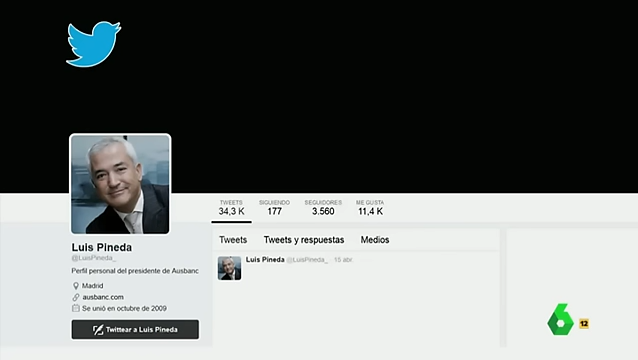 TWEETS SIGUIENDO SEGUIDORES ME GUSTA
34,3 K 177 3.560 11,4 K
Luis Pineda
@LuisPineda_
Perfil personal del presidente de Ausbanc
Madrid
ausbanc.com
Se unió en octubre de 2009
Twittear a Luis Pineda
Tweets Tweets y respuestas Medios
Luis Pineda @LuisPineda_ · 15 abr.
6 12